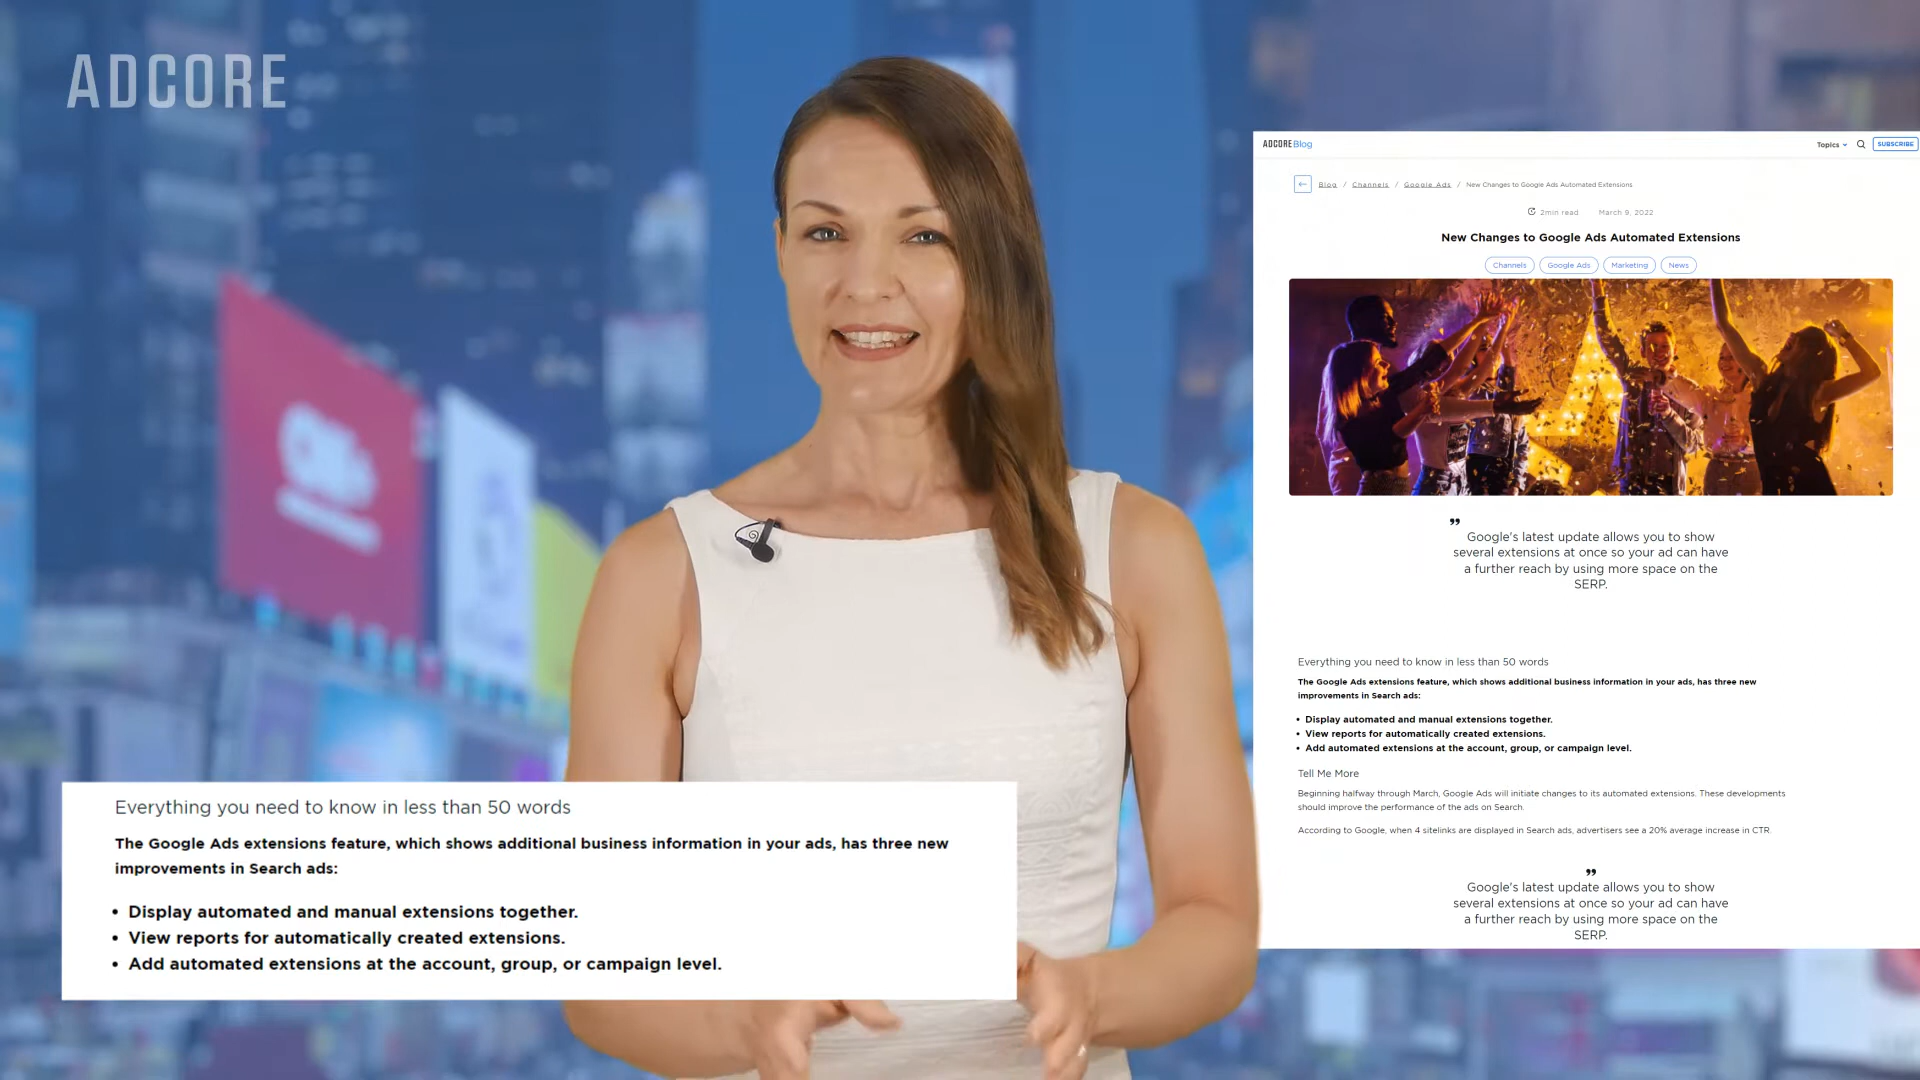 ADCORE
ADCORE Blog
Topics
SUBSCRIBE
Blog / Channels / Google Ads / New Changes to Google Ads Automated Extensions
2min read March 9, 2022
New Changes to Google Ads Automated Extensions
Channels Google Ads Marketing News
”
Google's latest update allows you to show
several extensions at once so your ad can have
a further reach by using more space on the
SERP.
Everything you need to know in less than 50 words
The Google Ads extensions feature, which shows additional business information in your ads, has three new
improvements in Search ads:
• Display automated and manual extensions together.
• View reports for automatically created extensions.
• Add automated extensions at the account, group, or campaign level.
Tell Me More
Beginning halfway through March, Google Ads will initiate changes to its automated extensions. These developments
should improve the performance of the ads on Search.
According to Google, when 4 sitelinks are displayed in Search ads, advertisers see a 20% average increase in CTR.
”
Google's latest update allows you to show
several extensions at once so your ad can have
a further reach by using more space on the
SERP.
Everything you need to know in less than 50 words
The Google Ads extensions feature, which shows additional business information in your ads, has three new
improvements in Search ads:
• Display automated and manual extensions together.
• View reports for automatically created extensions.
• Add automated extensions at the account, group, or campaign level.